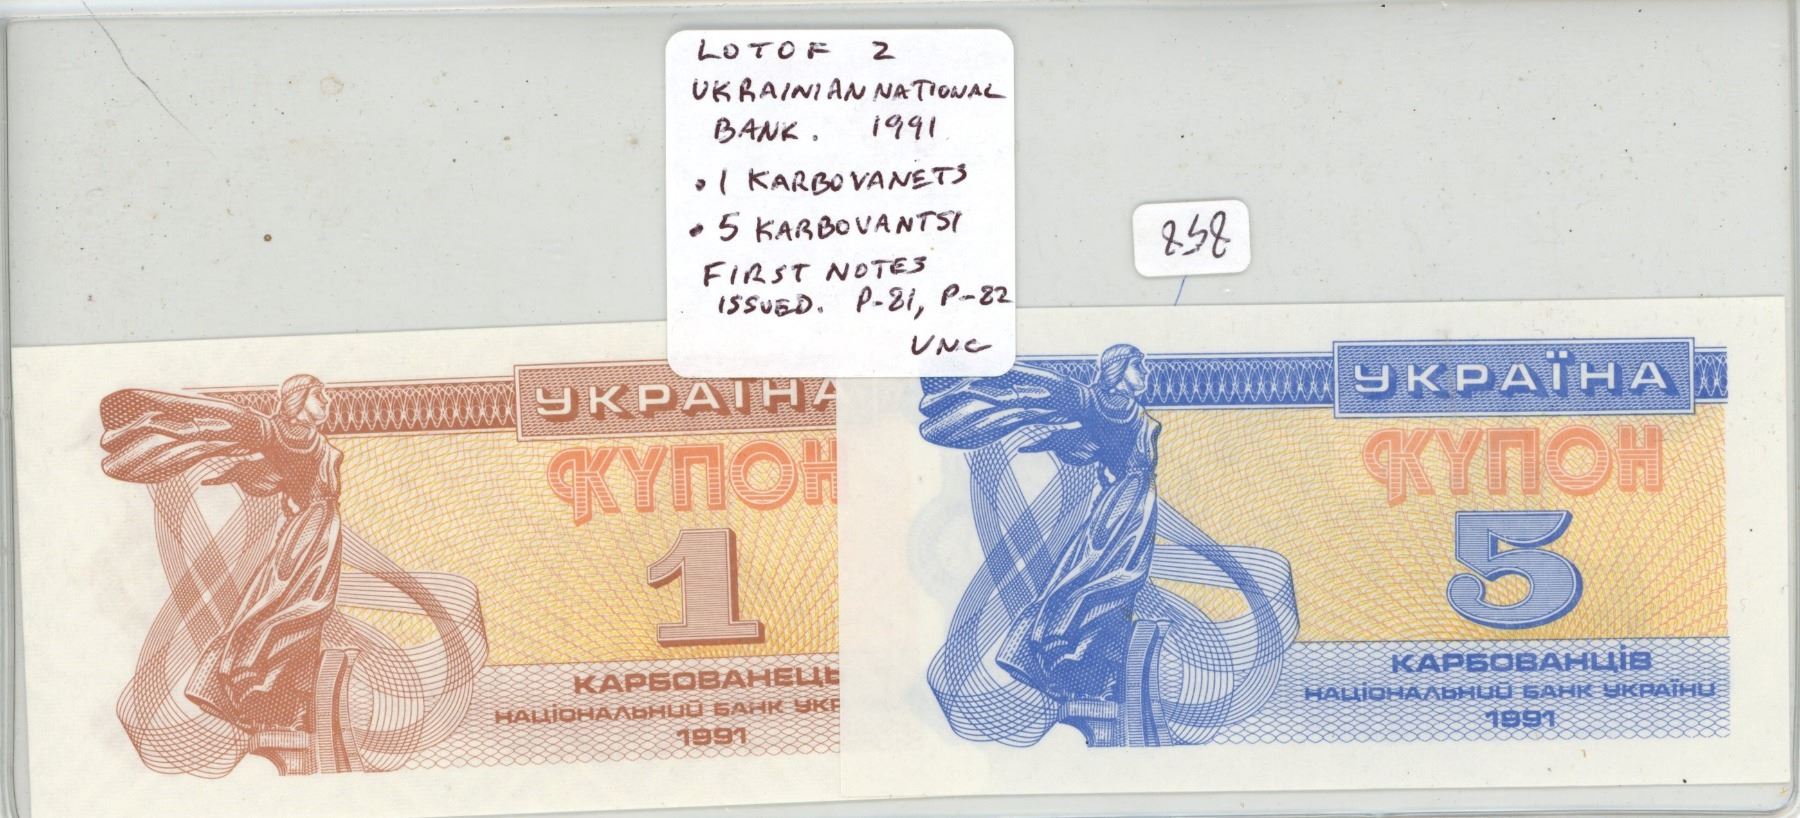 LOT OF 2
UKRAINIAN NATIONAL
BANK. 1991
• 1 KARBOVANETS
• 5 KARBOVANTSI
FIRST NOTES
ISSUED. P-81, P-82
UNC
858
УКРАЇНА
КУПОН
1
КАРБОВАНЕЦЬ
НАЦІОНАЛЬНИЙ БАНК УКР
1991
УКРАЇНА
КУПОН
5
КАРБОВАНЦІВ
НАЦІОНАЛЬНИЙ БАНК УКРАЇНИ
1991